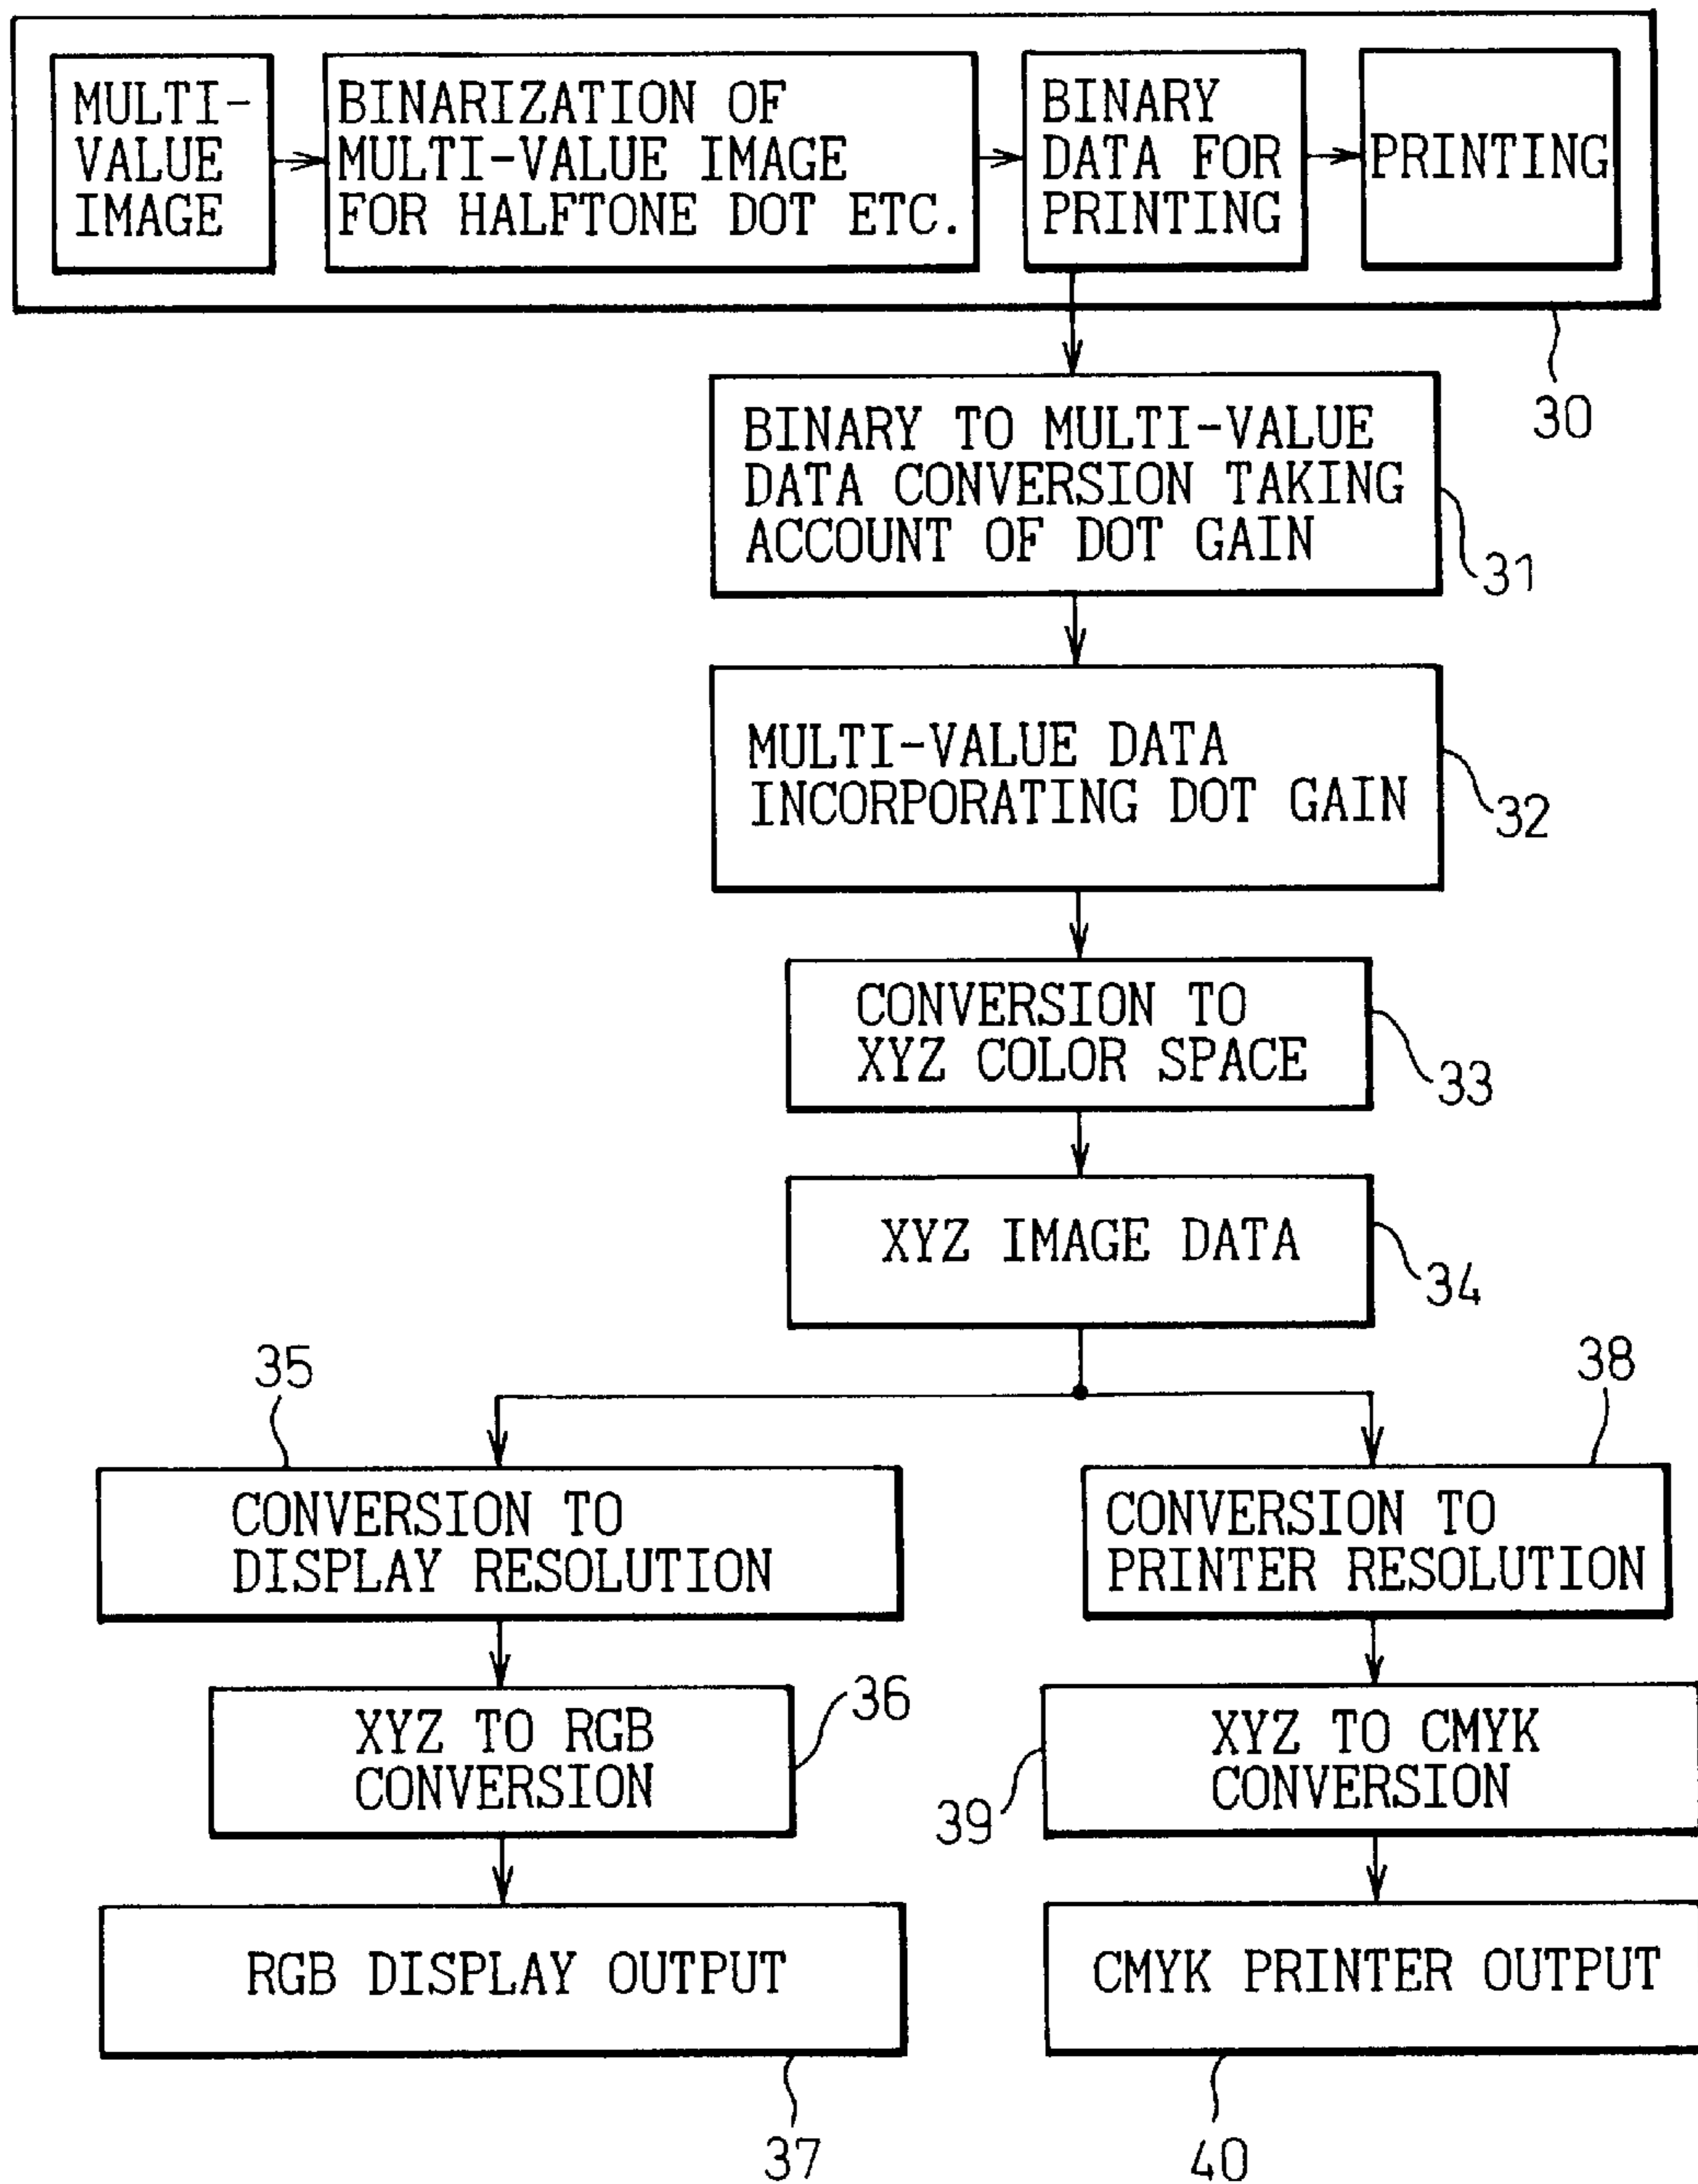 MULTI-
VALUE
IMAGE
BINARIZATION OF
MULTI-VALUE IMAGE
FOR HALFTONE DOT ETC.
BINARY
DATA FOR
PRINTING
PRINTING
30
BINARY TO MULTI-VALUE
DATA CONVERSION TAKING
ACCOUNT OF DOT GAIN
31
MULTI-VALUE DATA
INCORPORATING DOT GAIN
32
CONVERSION TO
XYZ COLOR SPACE
33
XYZ IMAGE DATA
34
35
CONVERSION TO
DISPLAY RESOLUTION
38
CONVERSION TO
PRINTER RESOLUTION
XYZ TO RGB
CONVERSION
36
XYZ TO CMYK
CONVERSION
39
RGB DISPLAY OUTPUT
37
CMYK PRINTER OUTPUT
40